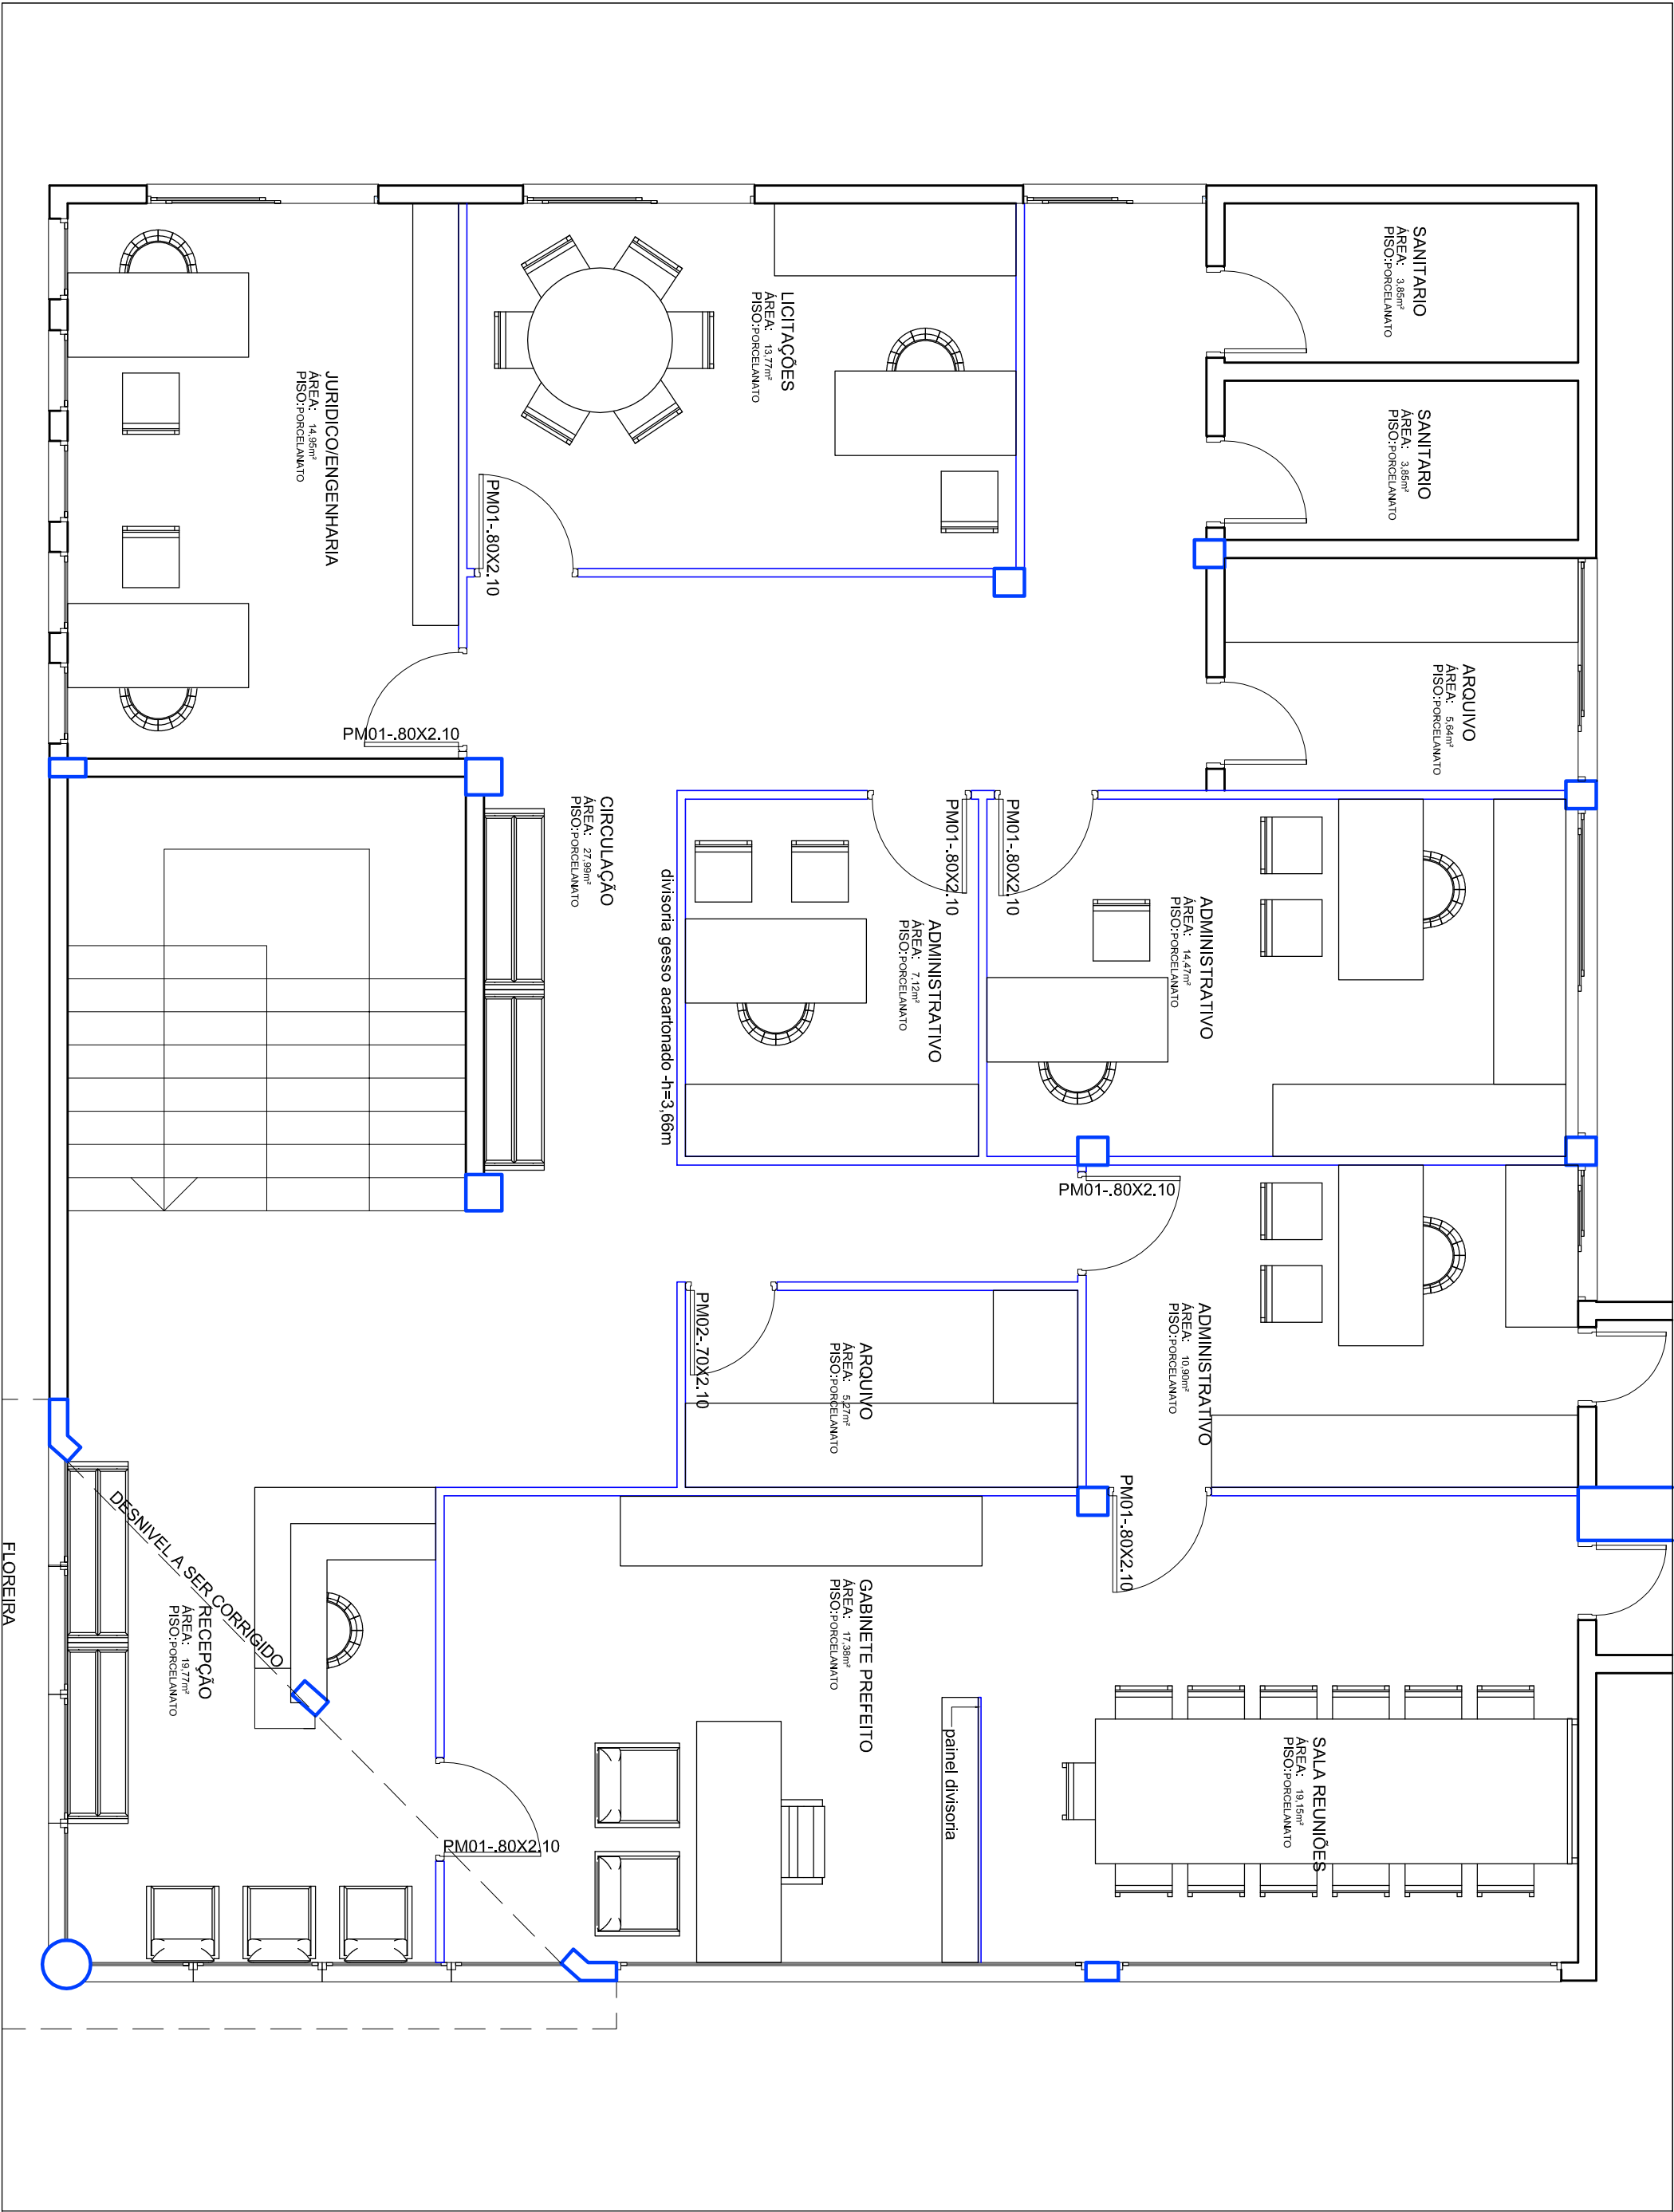 SANITARIO
ÁREA: 3,85m²
PISO:PORCELANATO
SANITARIO
ÁREA: 3,85m²
PISO:PORCELANATO
ARQUIVO
ÁREA: 5,64m²
PISO:PORCELANATO
LICITAÇÕES
ÁREA: 13,77m²
PISO:PORCELANATO
PM01-.80X2.10
JURIDICO/ENGENHARIA
ÁREA: 14,95m²
PISO:PORCELANATO
PM01-.80X2.10
CIRCULAÇÃO
ÁREA: 27,99m²
PISO:PORCELANATO
PM01-.80X2.10
PM01-.80X2.10
ADMINISTRATIVO
ÁREA: 14,47m²
PISO:PORCELANATO
ADMINISTRATIVO
ÁREA: 7,12m²
PISO:PORCELANATO
divisoria gesso acartonado -h=3,66m
PM01-.80X2.10
ADMINISTRATIVO
ÁREA: 10,90m²
PISO:PORCELANATO
PM02-.70X2.10
ARQUIVO
ÁREA: 5,27m²
PISO:PORCELANATO
PM01-.80X2.10
GABINETE PREFEITO
ÁREA: 17,38m²
PISO:PORCELANATO
painel divisoria
SALA REUNIÕES
ÁREA: 19,15m²
PISO:PORCELANATO
DESNIVEL A SER CORRIGIDO
RECEPÇÃO
ÁREA: 19,77m²
PISO:PORCELANATO
PM01-.80X2.10
FLOREIRA